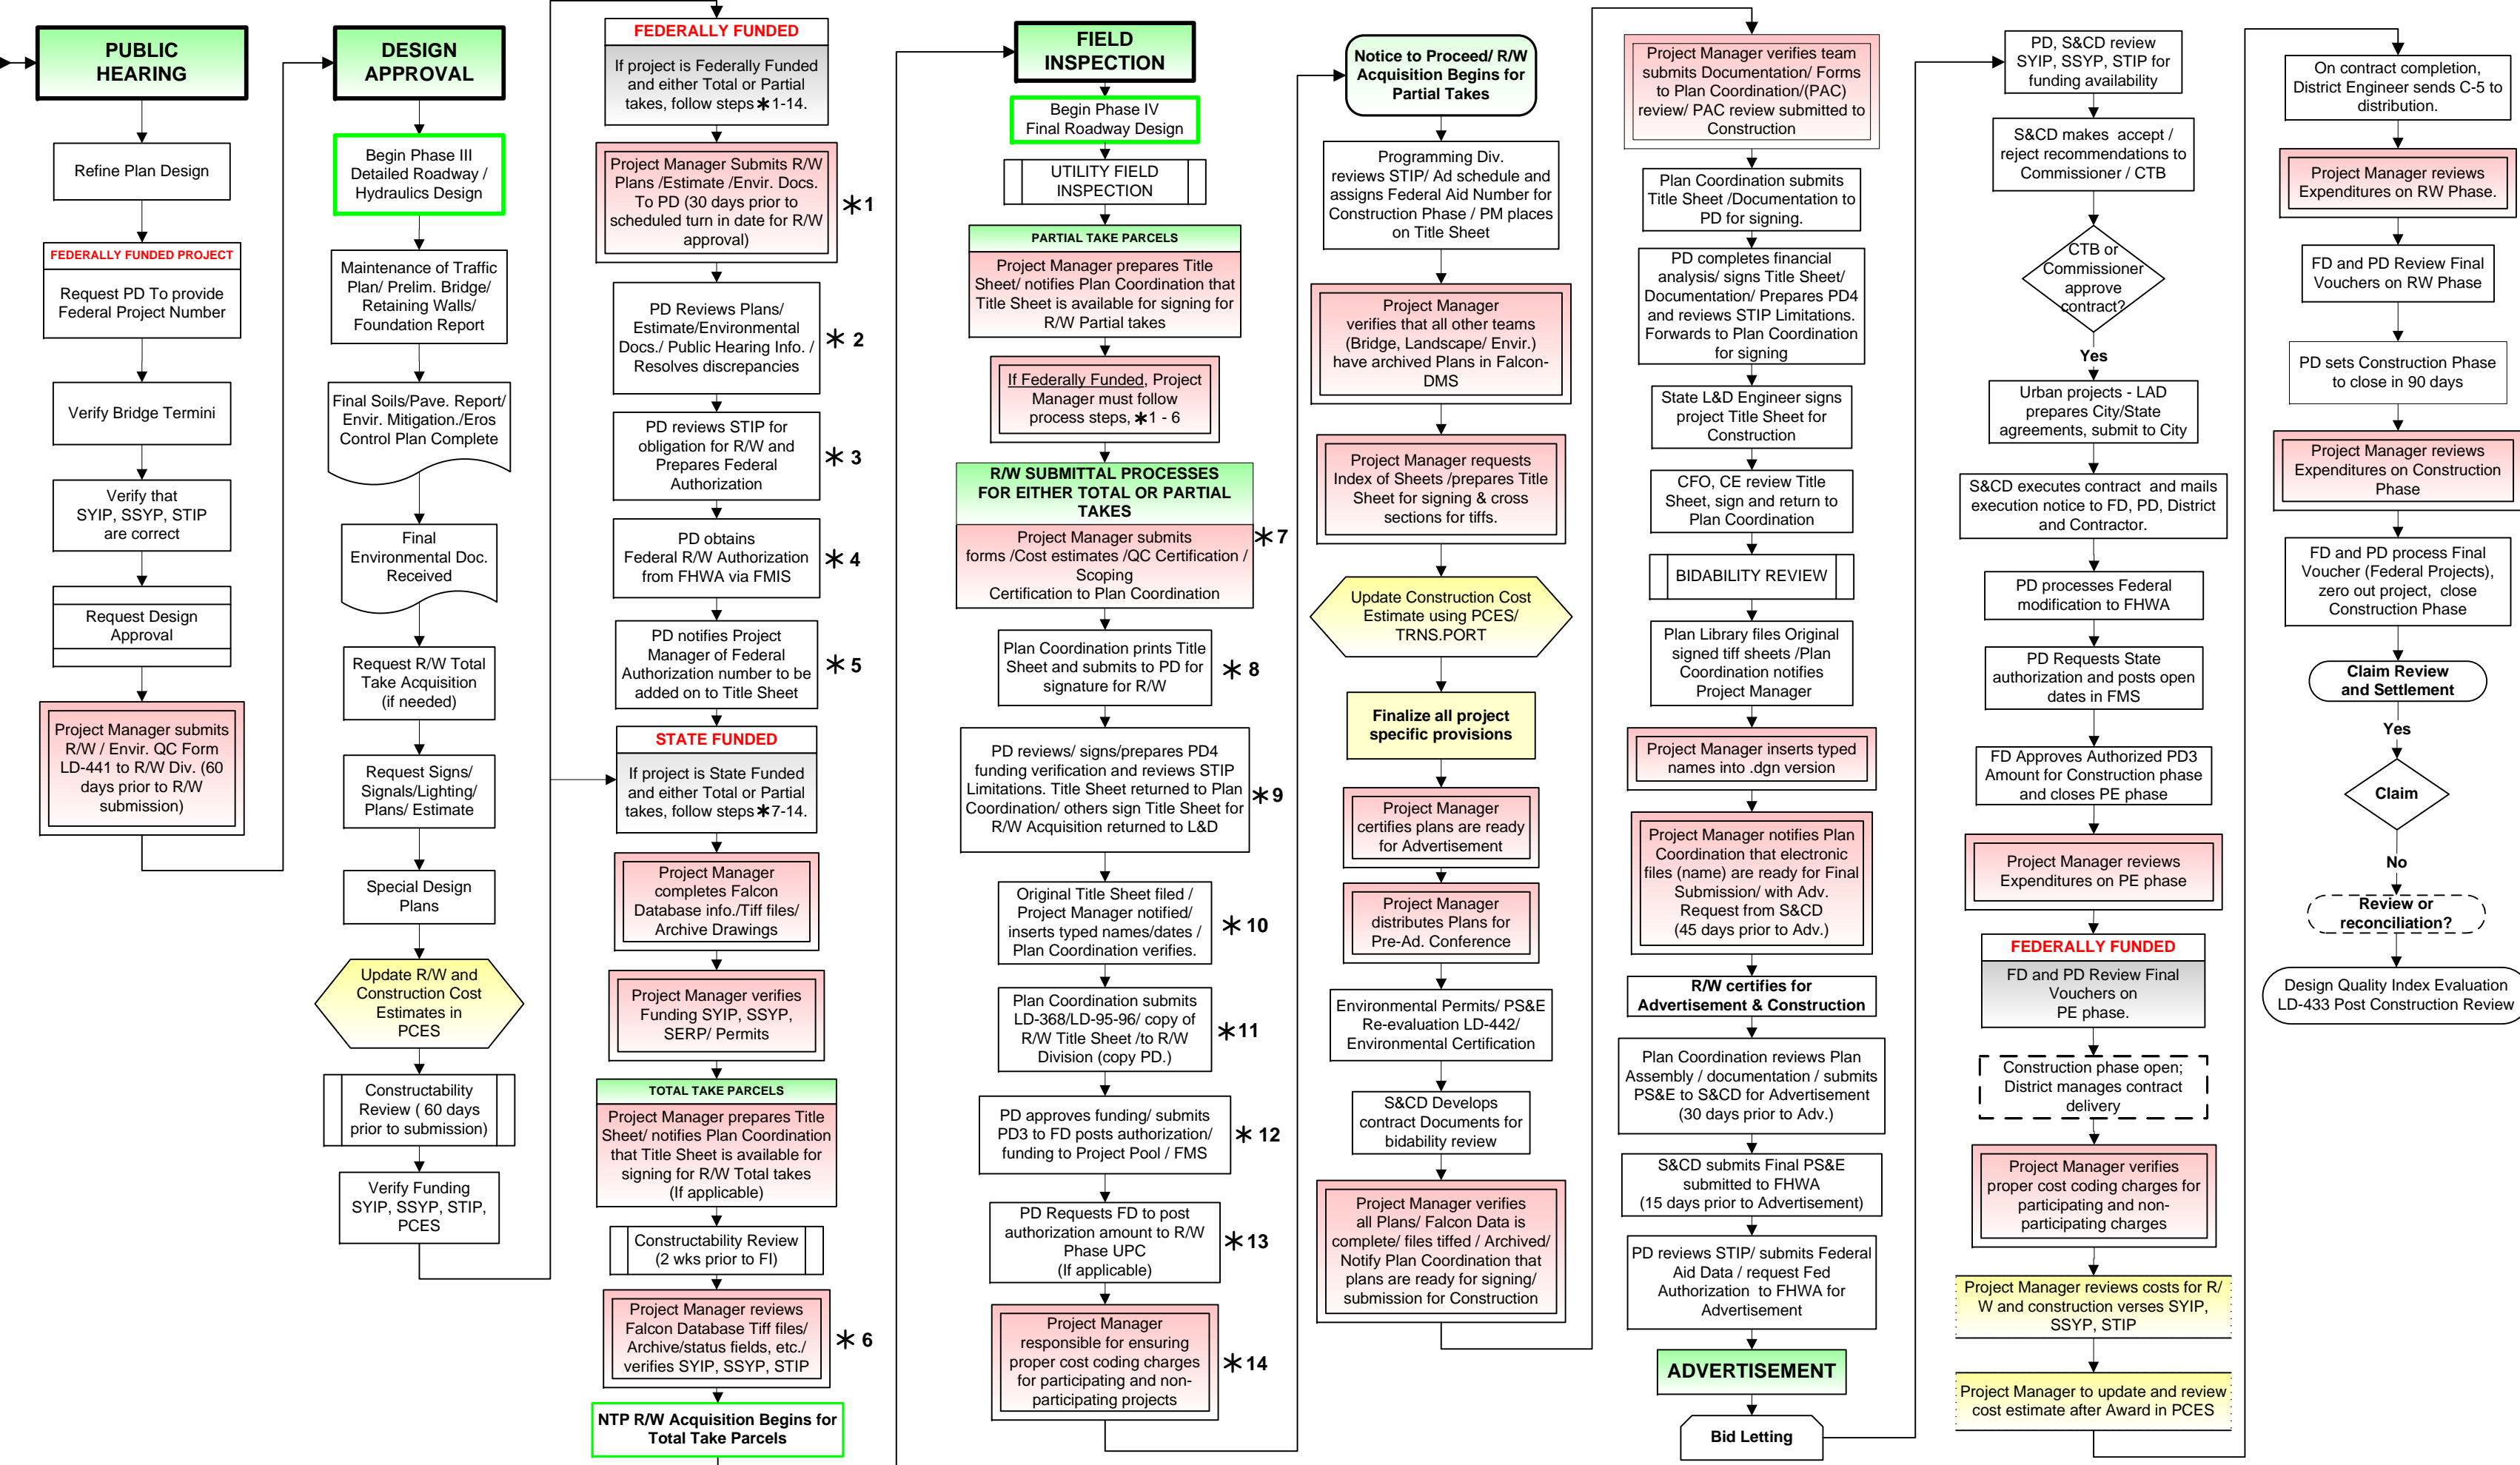 PUBLIC
HEARING
Refine Plan Design
FEDERALLY FUNDED PROJECT
Request PD To provide
Federal Project Number
Verify Bridge Termini
Verify that
SYIP, SSYP, STIP
are correct
Request Design
Approval
Project Manager submits
R/W / Envir. QC Form
LD-441 to R/W Div. (60
days prior to R/W
submission)
DESIGN
APPROVAL
Begin Phase III
Detailed Roadway /
Hydraulics Design
Maintenance of Traffic
Plan/ Prelim. Bridge/
Retaining Walls/
Foundation Report
Final Soils/Pave. Report/
Envir. Mitigation./Eros
Control Plan Complete
Final
Environmental Doc.
Received
Request R/W Total
Take Acquisition
(if needed)
Request Signs/
Signals/Lighting/
Plans/ Estimate
Special Design
Plans
Update R/W and
Construction Cost
Estimates in
PCES
Constructability
Review ( 60 days
prior to submission)
Verify Funding
SYIP, SSYP, STIP,
PCES
FEDERALLY FUNDED
If project is Federally Funded
and either Total or Partial
takes, follow steps *1-14.
Project Manager Submits R/W
Plans /Estimate /Envir. Docs.
To PD (30 days prior to
scheduled turn in date for R/W
approval)
*1
PD Reviews Plans/
Estimate/Environmental
Docs./ Public Hearing Info. /
Resolves discrepancies
* 2
PD reviews STIP for
obligation for R/W and
Prepares Federal
Authorization
* 3
PD obtains
Federal R/W Authorization
from FHWA via FMIS
* 4
PD notifies Project
Manager of Federal
Authorization number to be
added on to Title Sheet
* 5
STATE FUNDED
If project is State Funded
and either Total or Partial
takes, follow steps *7-14.
Project Manager
completes Falcon
Database info./Tiff files/
Archive Drawings
Project Manager verifies
Funding SYIP, SSYP,
SERP/ Permits
TOTAL TAKE PARCELS
Project Manager prepares Title
Sheet/ notifies Plan Coordination
that Title Sheet is available for
signing for R/W Total takes
(If applicable)
Constructability Review
(2 wks prior to FI)
Project Manager reviews
Falcon Database Tiff files/
Archive/status fields, etc./
verifies SYIP, SSYP, STIP
* 6
NTP R/W Acquisition Begins for
Total Take Parcels
FIELD
INSPECTION
Begin Phase IV
Final Roadway Design
UTILITY FIELD
INSPECTION
PARTIAL TAKE PARCELS
Project Manager prepares Title
Sheet/ notifies Plan Coordination that
Title Sheet is available for signing for
R/W Partial takes
If Federally Funded, Project
Manager must follow
process steps, *1 - 6
R/W SUBMITTAL PROCESSES
FOR EITHER TOTAL OR PARTIAL
TAKES
Project Manager submits
forms /Cost estimates /QC Certification /
Scoping
Certification to Plan Coordination
*7
Plan Coordination prints Title
Sheet and submits to PD for
signature for R/W
* 8
PD reviews/ signs/prepares PD4
funding verification and reviews STIP
Limitations. Title Sheet returned to Plan
Coordination/ others sign Title Sheet for
R/W Acquisition returned to L&D
*9
Original Title Sheet filed /
Project Manager notified/
inserts typed names/dates /
Plan Coordination verifies.
* 10
Plan Coordination submits
LD-368/LD-95-96/ copy of
R/W Title Sheet /to R/W
Division (copy PD.)
*11
PD approves funding/ submits
PD3 to FD posts authorization/
funding to Project Pool / FMS
* 12
PD Requests FD to post
authorization amount to R/W
Phase UPC
(If applicable)
*13
Project Manager
responsible for ensuring
proper cost coding charges
for participating and non-
participating projects
*14
Notice to Proceed/ R/W
Acquisition Begins for
Partial Takes
Programming Div.
reviews STIP/ Ad schedule and
assigns Federal Aid Number for
Construction Phase / PM places
on Title Sheet
Project Manager
verifies that all other teams
(Bridge, Landscape/ Envir.)
have archived Plans in Falcon-
DMS
Project Manager requests
Index of Sheets /prepares Title
Sheet for signing & cross
sections for tiffs.
Update Construction Cost
Estimate using PCES/
TRNS.PORT
Finalize all project
specific provisions
Project Manager
certifies plans are ready
for Advertisement
Project Manager
distributes Plans for
Pre-Ad. Conference
Environmental Permits/ PS&E
Re-evaluation LD-442/
Environmental Certification
S&CD Develops
contract Documents for
bidability review
Project Manager verifies
all Plans/ Falcon Data is
complete/ files tiffed / Archived/
Notify Plan Coordination that
plans are ready for signing/
submission for Construction
Project Manager verifies team
submits Documentation/ Forms
to Plan Coordination/(PAC)
review/ PAC review submitted to
Construction
Plan Coordination submits
Title Sheet /Documentation to
PD for signing.
PD completes financial
analysis/ signs Title Sheet/
Documentation/ Prepares PD4
and reviews STIP Limitations.
Forwards to Plan Coordination
for signing
State L&D Engineer signs
project Title Sheet for
Construction
CFO, CE review Title
Sheet, sign and return to
Plan Coordination
BIDABILITY REVIEW
Plan Library files Original
signed tiff sheets /Plan
Coordination notifies
Project Manager
Project Manager inserts typed
names into .dgn version
Project Manager notifies Plan
Coordination that electronic
files (name) are ready for Final
Submission/ with Adv.
Request from S&CD
(45 days prior to Adv.)
R/W certifies for
Advertisement & Construction
Plan Coordination reviews Plan
Assembly / documentation / submits
PS&E to S&CD for Advertisement
(30 days prior to Adv.)
S&CD submits Final PS&E
submitted to FHWA
(15 days prior to Advertisement)
PD reviews STIP/ submits Federal
Aid Data / request Fed
Authorization to FHWA for
Advertisement
ADVERTISEMENT
Bid Letting
PD, S&CD review
SYIP, SSYP, STIP for
funding availability
S&CD makes accept /
reject recommendations to
Commissioner / CTB
CTB or
Commissioner
approve
contract?
Yes
Urban projects - LAD
prepares City/State
agreements, submit to City
S&CD executes contract and mails
execution notice to FD, PD, District
and Contractor.
PD processes Federal
modification to FHWA
PD Requests State
authorization and posts open
dates in FMS
FD Approves Authorized PD3
Amount for Construction phase
and closes PE phase
Project Manager reviews
Expenditures on PE phase
FEDERALLY FUNDED
FD and PD Review Final
Vouchers on
PE phase.
Construction phase open;
District manages contract
delivery
Project Manager verifies
proper cost coding charges for
participating and non-
participating charges
Project Manager reviews costs for R/
W and construction verses SYIP,
SSYP, STIP
Project Manager to update and review
cost estimate after Award in PCES
On contract completion,
District Engineer sends C-5 to
distribution.
Project Manager reviews
Expenditures on RW Phase.
FD and PD Review Final
Vouchers on RW Phase
PD sets Construction Phase
to close in 90 days
Project Manager reviews
Expenditures on Construction
Phase
FD and PD process Final
Voucher (Federal Projects),
zero out project, close
Construction Phase
Claim Review
and Settlement
Yes
Claim
No
Review or
reconciliation?
Design Quality Index Evaluation
LD-433 Post Construction Review